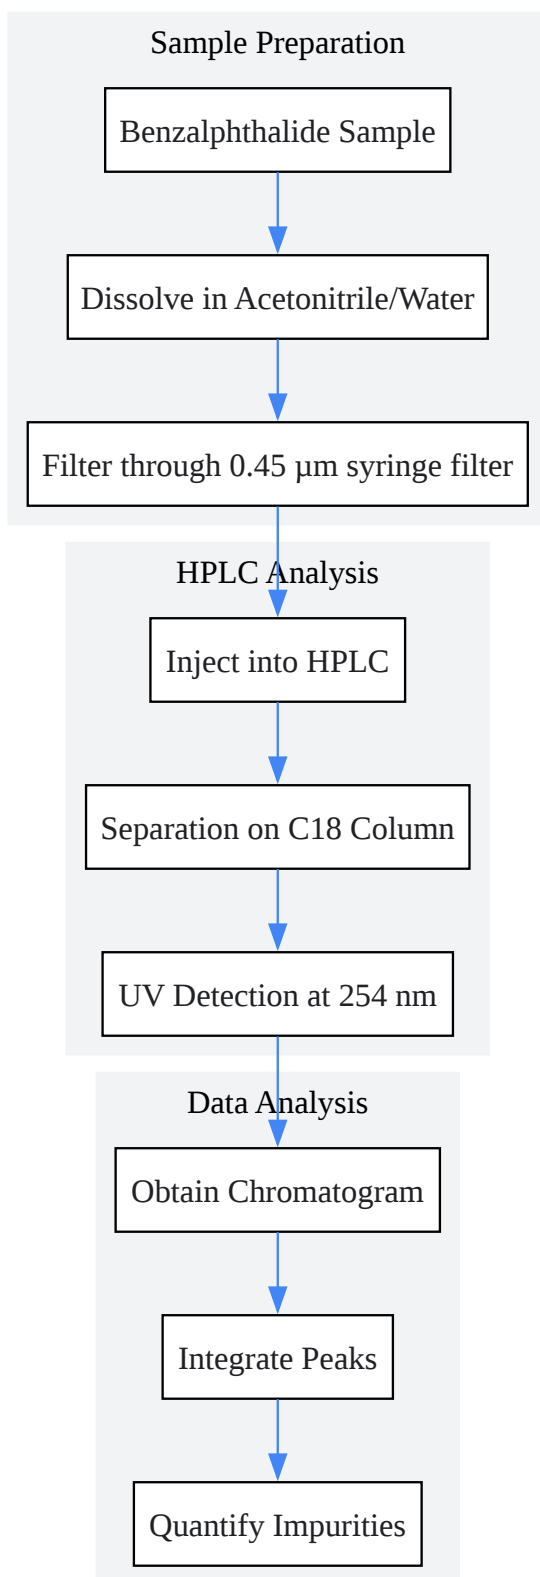 Sample Preparation
Benzalphthalide Sample
Dissolve in Acetonitrile/Water
Filter through 0.45 µm syringe filter
HPLC Analysis
Inject into HPLC
Separation on C18 Column
UV Detection at 254 nm
Data Analysis
Obtain Chromatogram
Integrate Peaks
Quantify Impurities